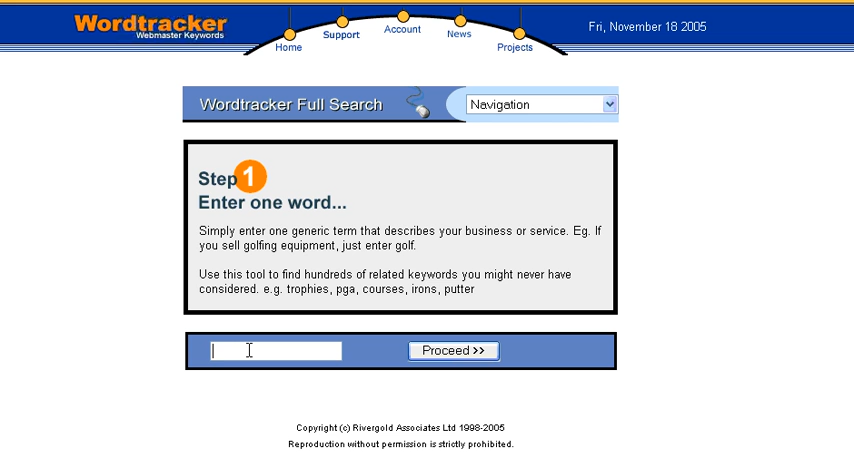 Wordtracker
Webmaster Keywords
Home
Support
Account
News
Projects
Fri, November 18 2005
Wordtracker Full Search
Navigation
Step 1
Enter one word...
Simply enter one generic term that describes your business or service. Eg. If
you sell golfing equipment, just enter golf.
Use this tool to find hundreds of related keywords you might never have
considered. e.g. trophies, pga, courses, irons, putter
Proceed >>
Copyright (c) Rivergold Associates Ltd 1998-2005
Reproduction without permission is strictly prohibited.